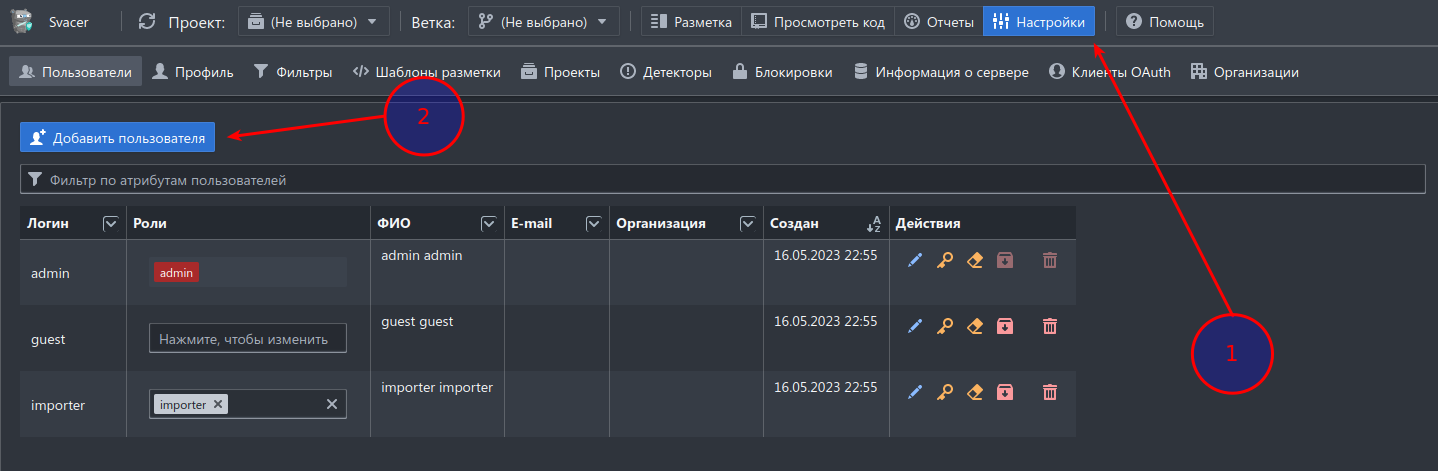 Svacer Проект: (Не выбрано) Ветка: (Не выбрано) Разметка Просмотреть код Отчеты Настройки Помощь
Пользователи Профиль Фильтры Шаблоны разметки Проекты Детекторы Блокировки Информация о сервере Клиенты OAuth Организации
2
Добавить пользователя
Фильтр по атрибутам пользователей
Логин Роли ФИО E-mail Организация Создан Действия
admin admin admin admin 16.05.2023 22:55
guest Нажмите, чтобы изменить guest guest 16.05.2023 22:55
1
importer importer importer importer 16.05.2023 22:55